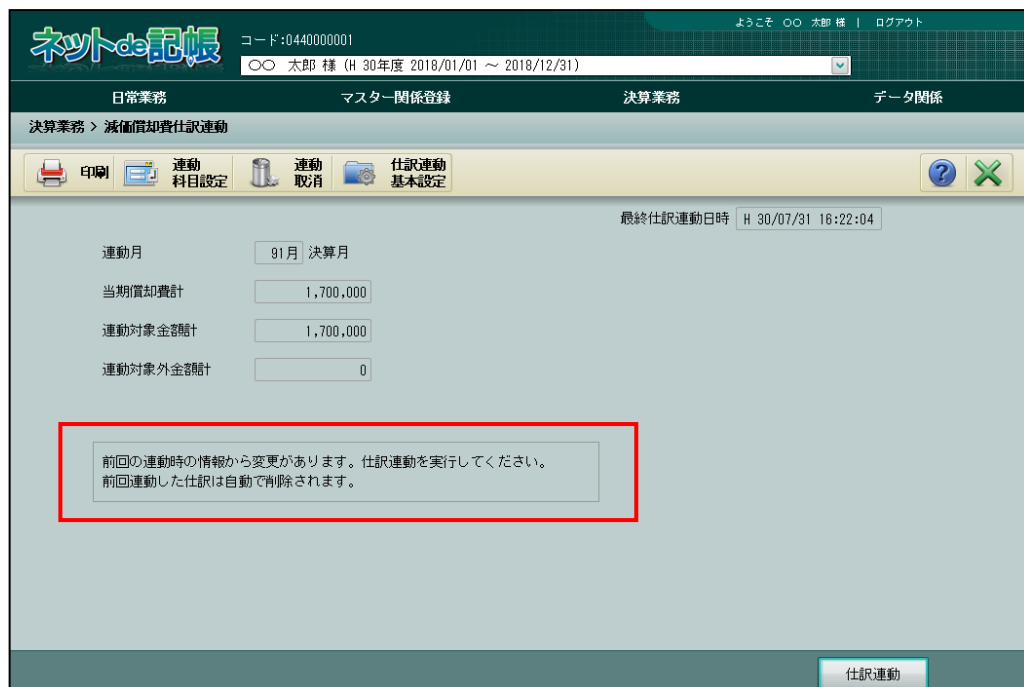 ようこそ 〇〇 太郎 様 | ログアウト
ネットde記帳
コード:0440000001
〇〇 太郎 様 (H 30年度 2018/01/01 ～ 2018/12/31)
日常業務 マスター関係登録 決算業務 データ関係
決算業務 > 減価償却費仕訳連動
印刷 連動科目設定 連動取消 仕訳連動基本設定
最終仕訳連動日時 H 30/07/31 16:22:04
連動月 91月 決算月
当期償却費計 1,700,000
連動対象金額計 1,700,000
連動対象外金額計 0
前回の連動時の情報から変更があります。仕訳連動を実行してください。
前回連動した仕訳は自動で削除されます。
仕訳連動